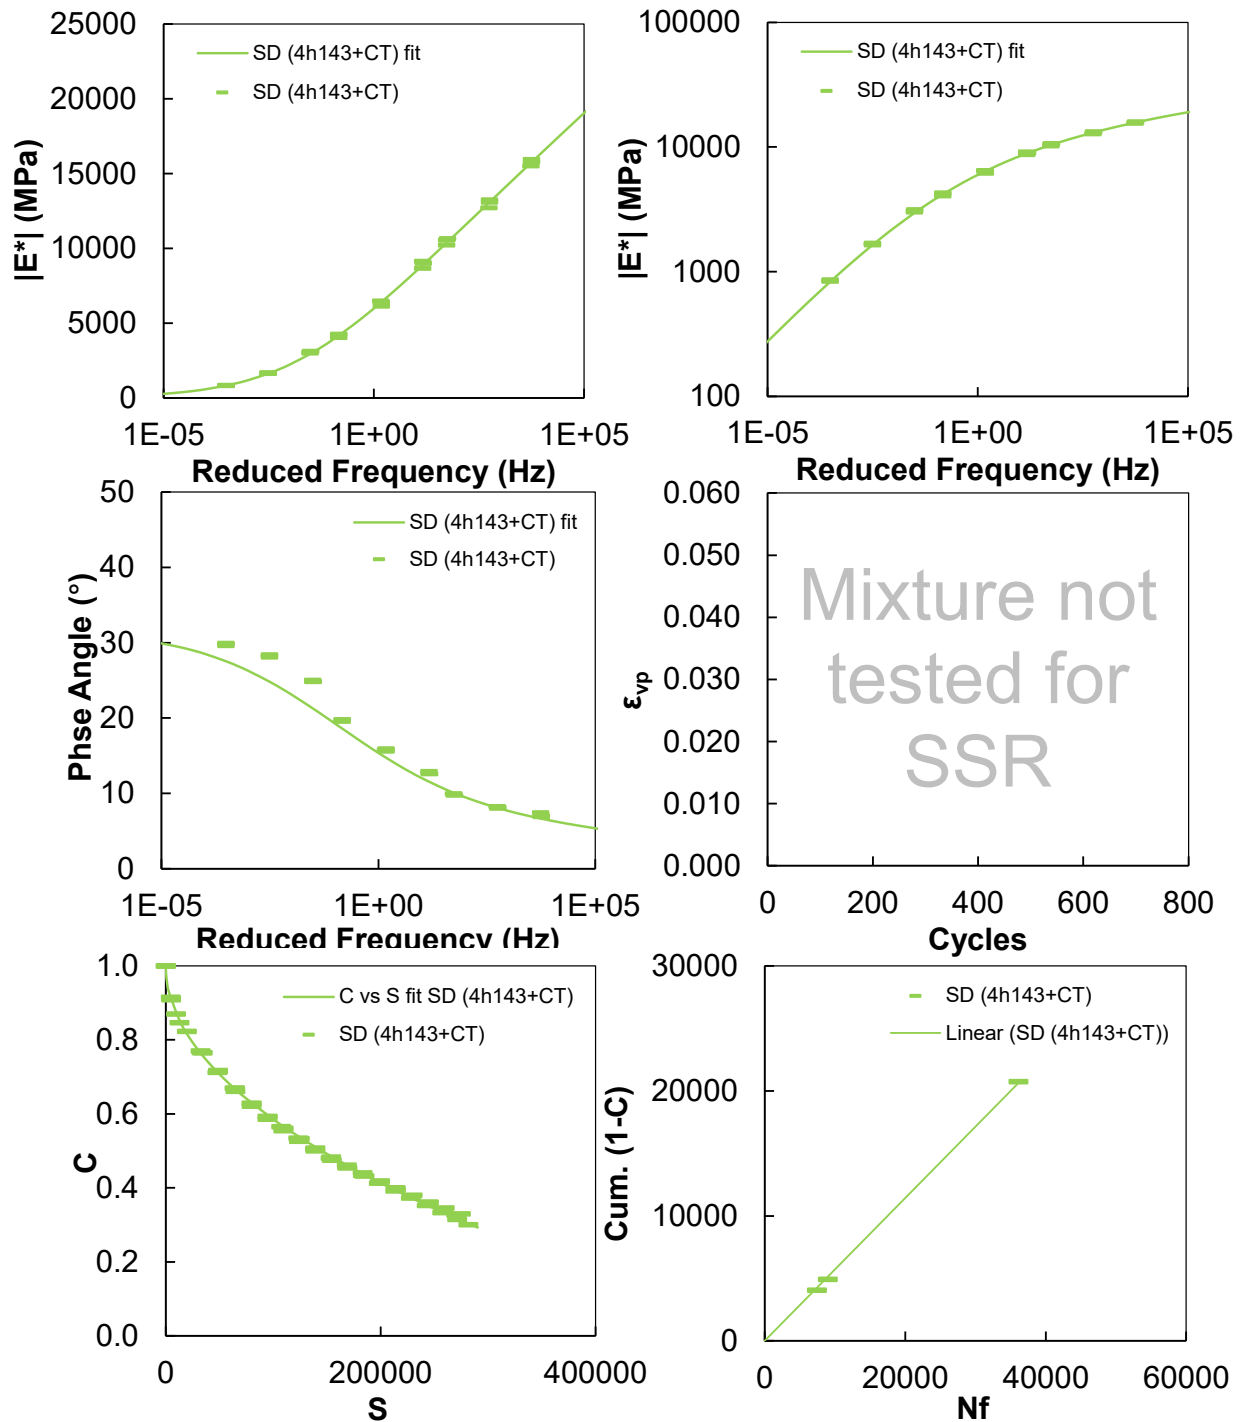 25000
20000
15000
10000
5000
0
|E*| (MPa)
SD (4h143+CT) fit
SD (4h143+CT)
1E-05
1E+00
1E+05
Reduced Frequency (Hz)
100000
10000
1000
100
|E*| (MPa)
SD (4h143+CT) fit
SD (4h143+CT)
1E-05
1E+00
1E+05
Reduced Frequency (Hz)
50
40
30
20
10
0
Phse Angle (°)
SD (4h143+CT) fit
SD (4h143+CT)
1E-05
1E+00
1E+05
Reduced Frequency (Hz)
0.060
0.050
0.040
0.030
0.020
0.010
0.000
εvp
Mixture not
tested for
SSR
0
200
400
600
800
Cycles
1.0
0.8
0.6
0.4
0.2
0.0
C
C vs S fit SD (4h143+CT)
SD (4h143+CT)
0
200000
400000
S
30000
20000
10000
0
Cum. (1-C)
SD (4h143+CT)
Linear (SD (4h143+CT))
0
20000
40000
60000
Nf